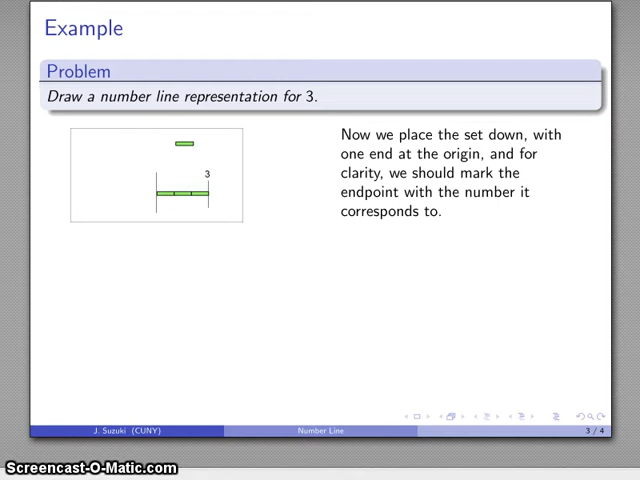 Example
Problem
Draw a number line representation for 3.
3
Now we place the set down, with
one end at the origin, and for
clarity, we should mark the
endpoint with the number it
corresponds to.
J. Suzuki (CUNY)
Number Line
3 / 4
Screencast-O-Matic.com